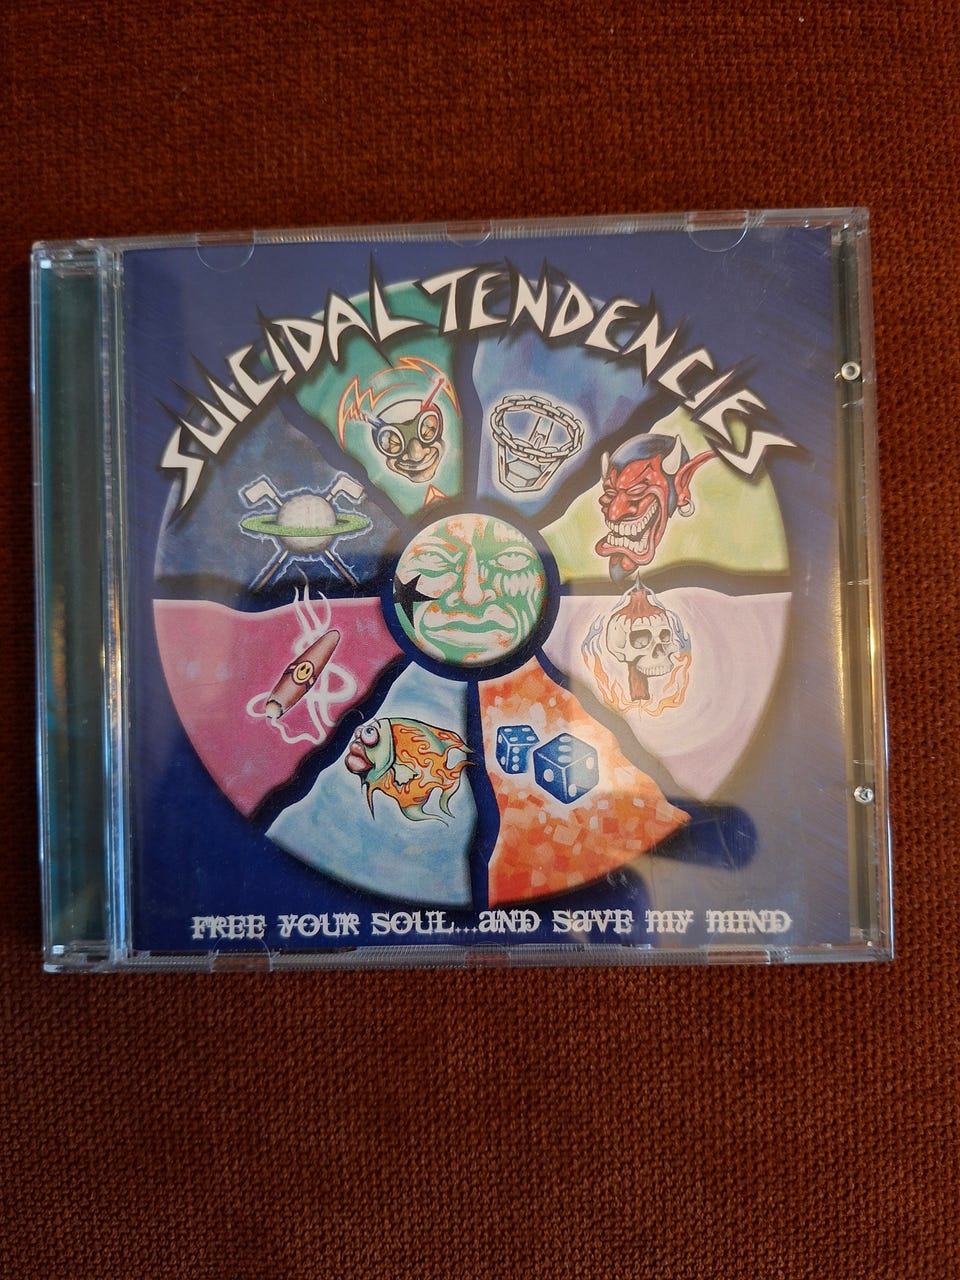 SUICIDAL TENDENCIES
FREE YOUR SOUL...AND SAVE MY MIND